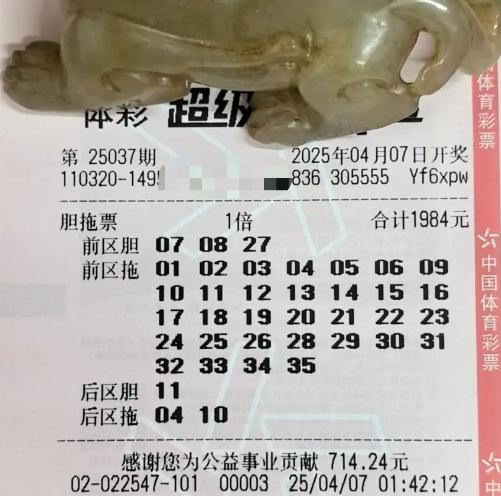 体彩 超级
第 25037期 2025年04月07日开奖
110320-149 836 305555 Yf6xpw
胆拖票 1倍 合计1984元
前区胆 07 08 27
前区拖 01 02 03 04 05 06 09
10 11 12 13 14 15 16
17 18 19 20 21 22 23
24 25 26 28 29 30 31
32 33 34 35
后区胆 11
后区拖 04 10
感谢您为公益事业贡献 714.24元
02-022547-101 00003 25/04/07 01:42:12
体育彩票
中国体育彩票
中